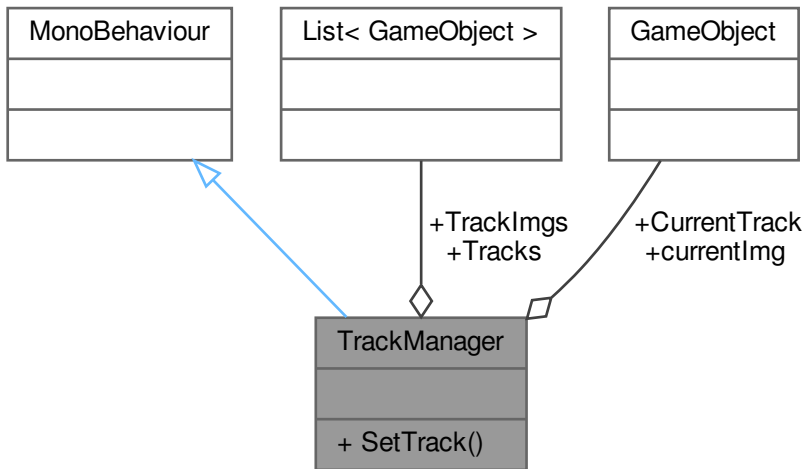 MonoBehaviour
List< GameObject >
GameObject
+TrackImgs
+Tracks
+CurrentTrack
+currentImg
TrackManager
+ SetTrack()